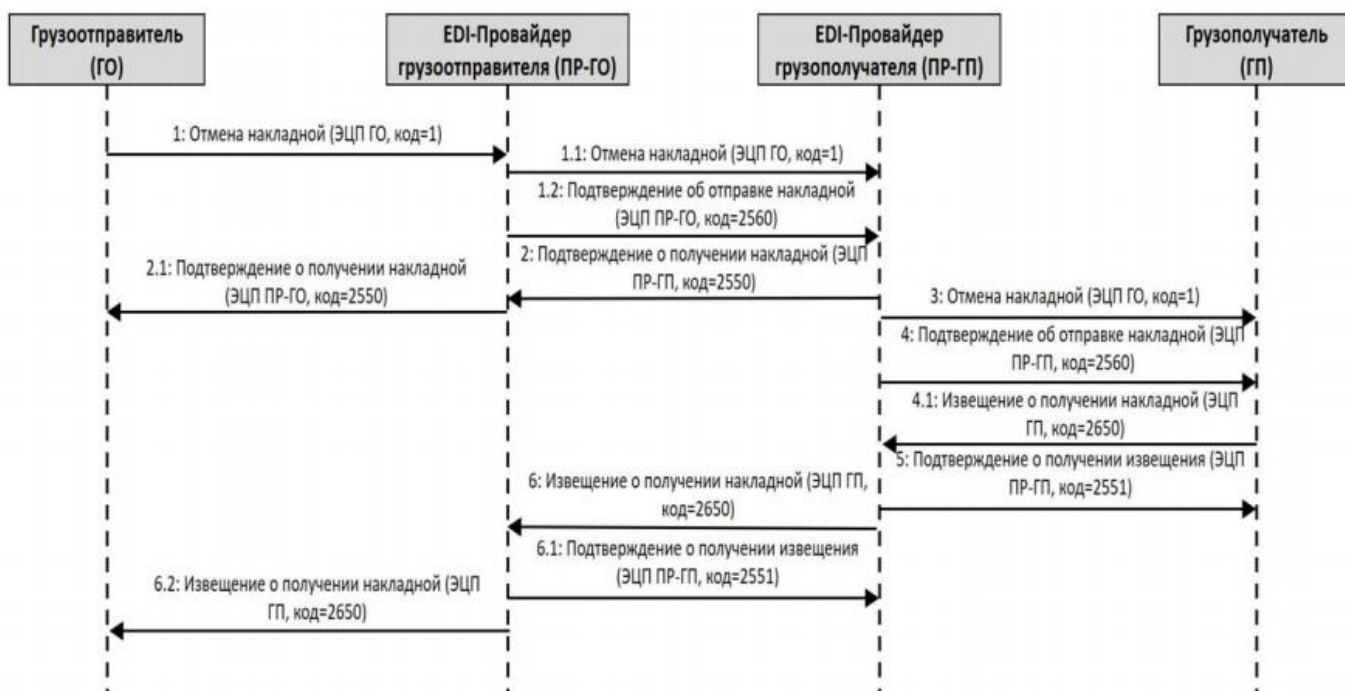 Грузоотправитель
(ГО)
EDI-Провайдер
грузоотправителя (ПР-ГО)
EDI-Провайдер
грузополучателя (ПР-ГП)
Грузополучатель
(ГП)
1: Отмена накладной (ЭЦП ГО, код=1)
1.1: Отмена накладной (ЭЦП ГО, код=1)
1.2: Подтверждение об отправке накладной
(ЭЦП ПР-ГО, код=2560)
2: Подтверждение о получении накладной (ЭЦП
ПР-ГП, код=2550)
2.1: Подтверждение о получении накладной
(ЭЦП ПР-ГО, код=2550)
3: Отмена накладной (ЭЦП ГО, код=1)
4: Подтверждение об отправке накладной (ЭЦП
ПР-ГП, код=2560)
4.1: Извещение о получении накладной (ЭЦП
ГП, код=2650)
5: Подтверждение о получении извещения (ЭЦП
ПР-ГП, код=2551)
6: Извещение о получении накладной (ЭЦП ГП,
код=2650)
6.1: Подтверждение о получении извещения
(ЭЦП ПР-ГП, код=2551)
6.2: Извещение о получении накладной (ЭЦП
ГП, код=2650)